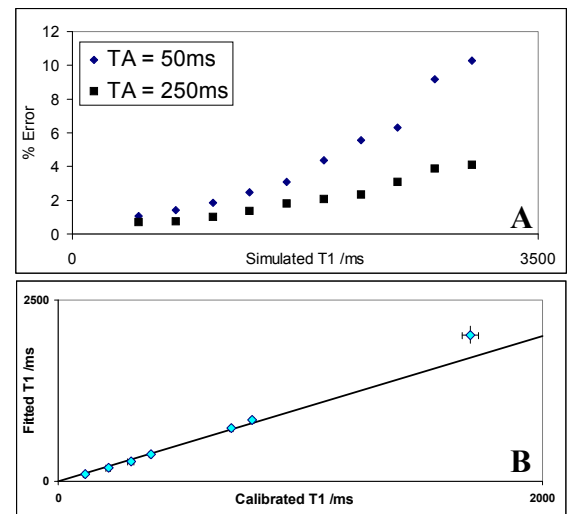 12
10
8
6
4
2
0
% Error
TA = 50ms
TA = 250ms
A
0 Simulated T1 /ms 3500
2500
0
Fitted T1 /ms
B
0 Calibrated T1 /ms 2000